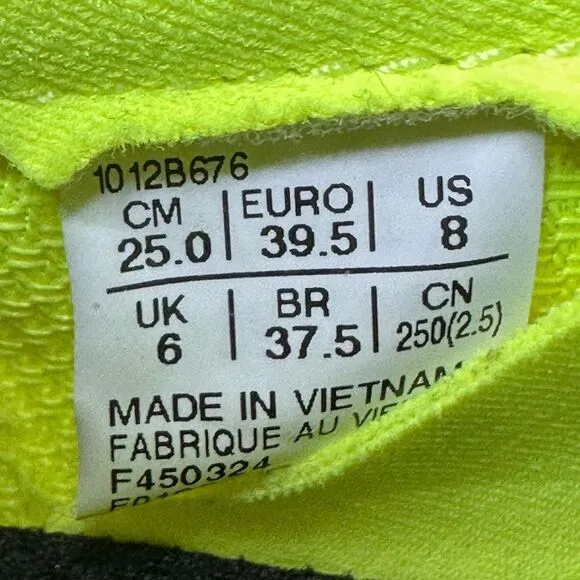 1012B676
CM | EURO | US
25.0 | 39.5 | 8
UK | BR | CN
6 | 37.5 | 250(2.5)
MADE IN VIETNAM
FABRIQUE AU
F450324